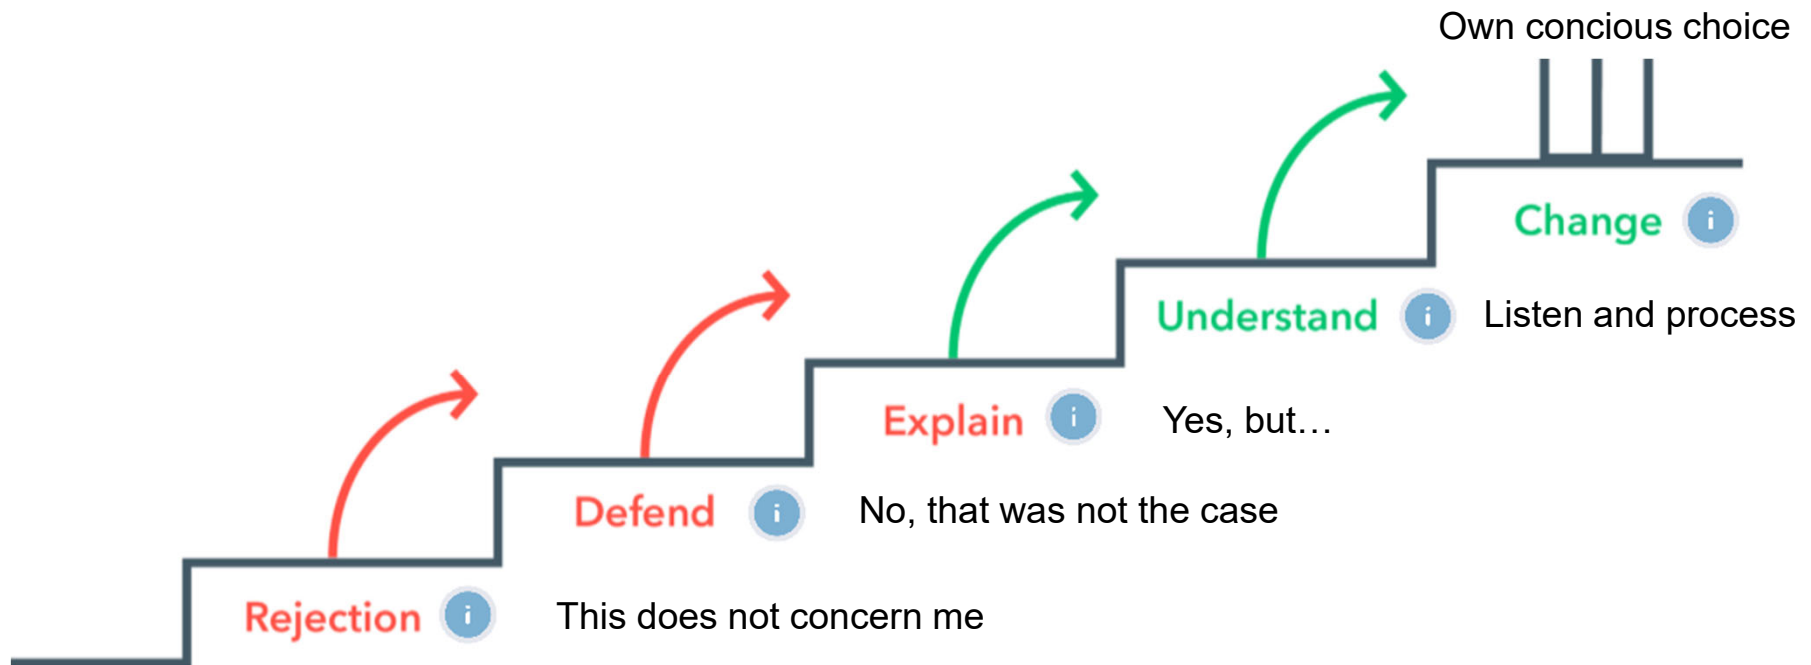 Own concious choice
Change i
Understand i Listen and process
Explain i Yes, but…
Defend i No, that was not the case
Rejection i This does not concern me